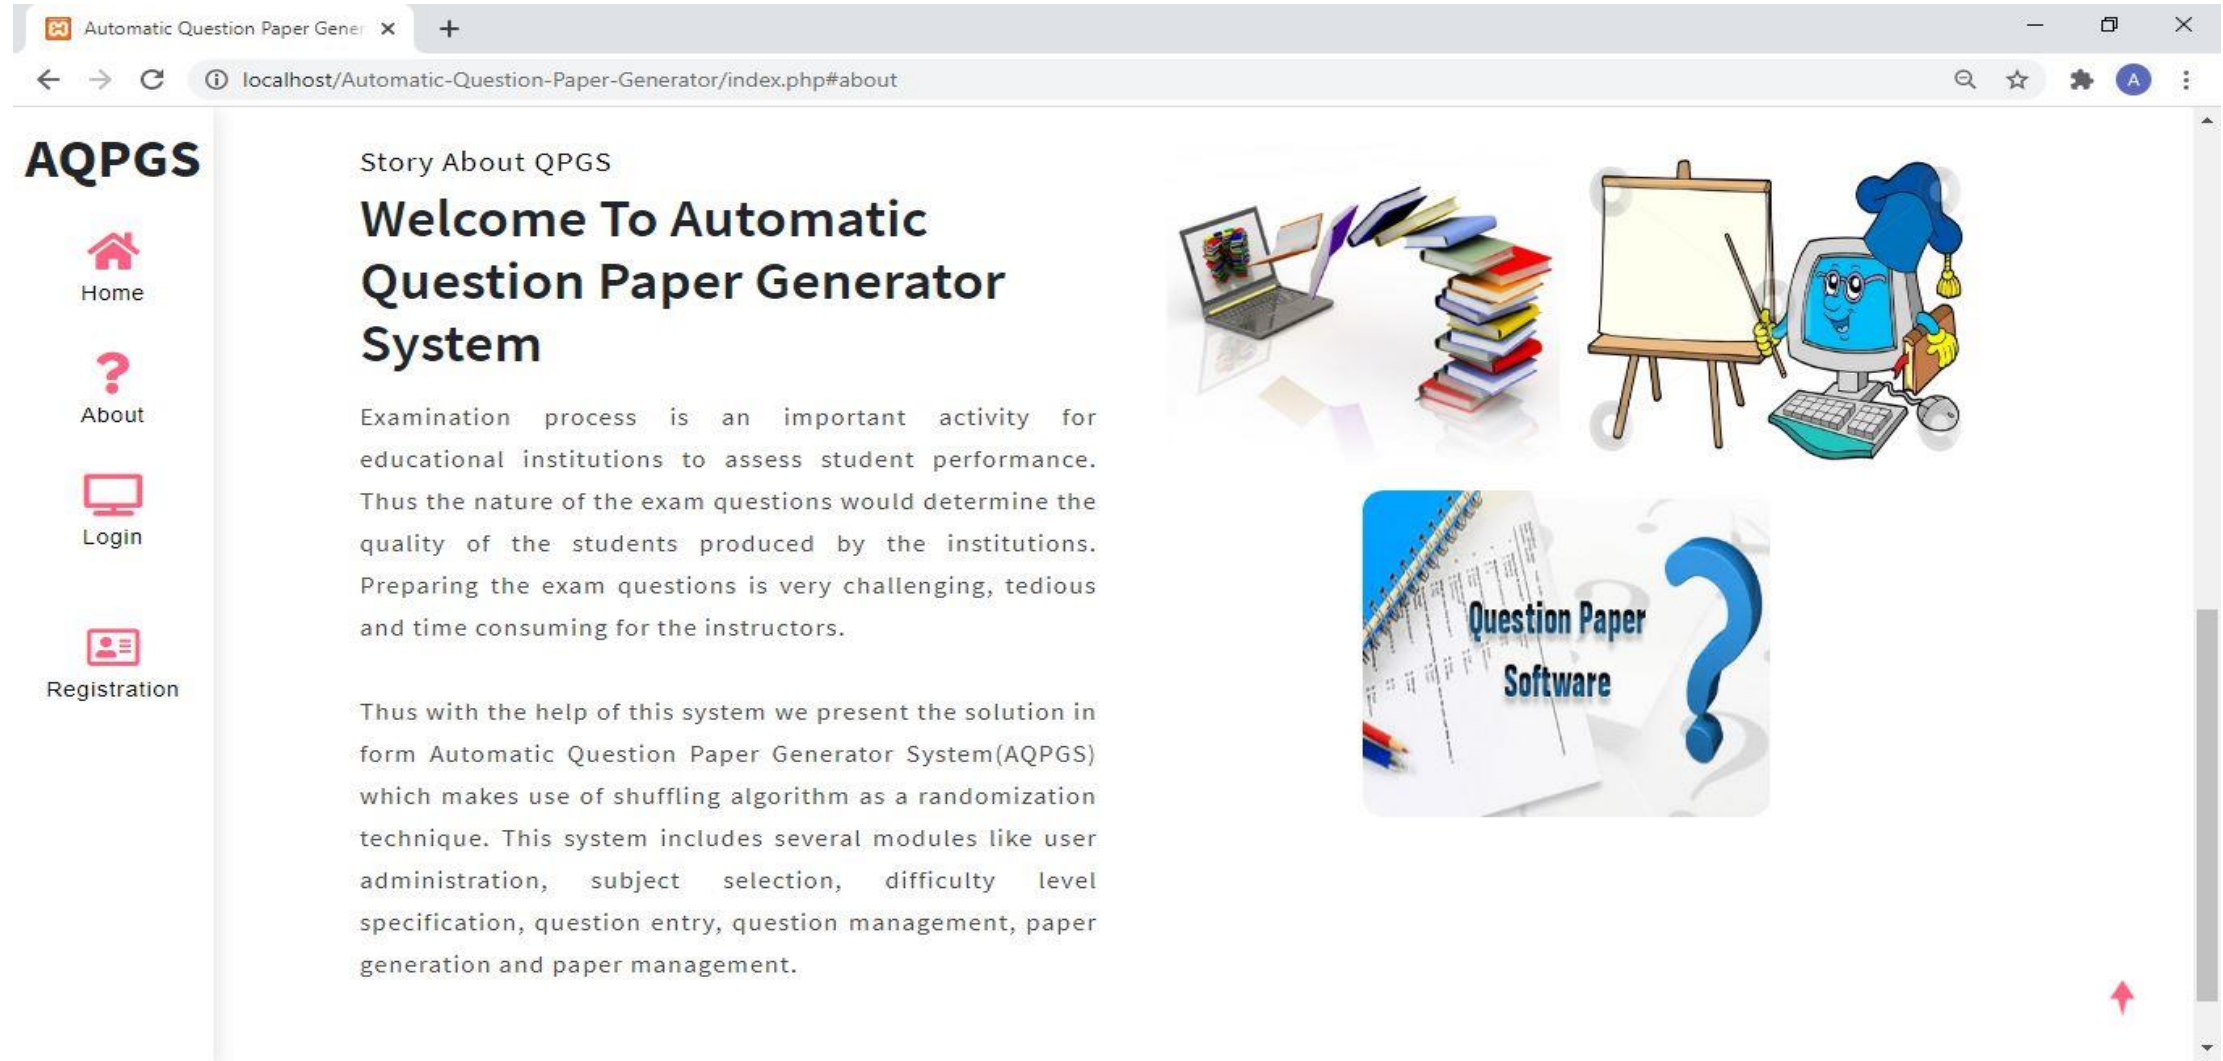 Automatic Question Paper Gener
localhost/Automatic-Question-Paper-Generator/index.php#about
A
AQPGS
Home
About
Login
Registration
Story About QPGS
Welcome To Automatic
Question Paper Generator
System
Examination process is an important activity for
educational institutions to assess student performance.
Thus the nature of the exam questions would determine the
quality of the students produced by the institutions.
Preparing the exam questions is very challenging, tedious
and time consuming for the instructors.
Thus with the help of this system we present the solution in
form Automatic Question Paper Generator System(AQPGS)
which makes use of shuffling algorithm as a randomization
technique. This system includes several modules like user
administration, subject selection, difficulty level
specification, question entry, question management, paper
generation and paper management.
Question Paper
Software